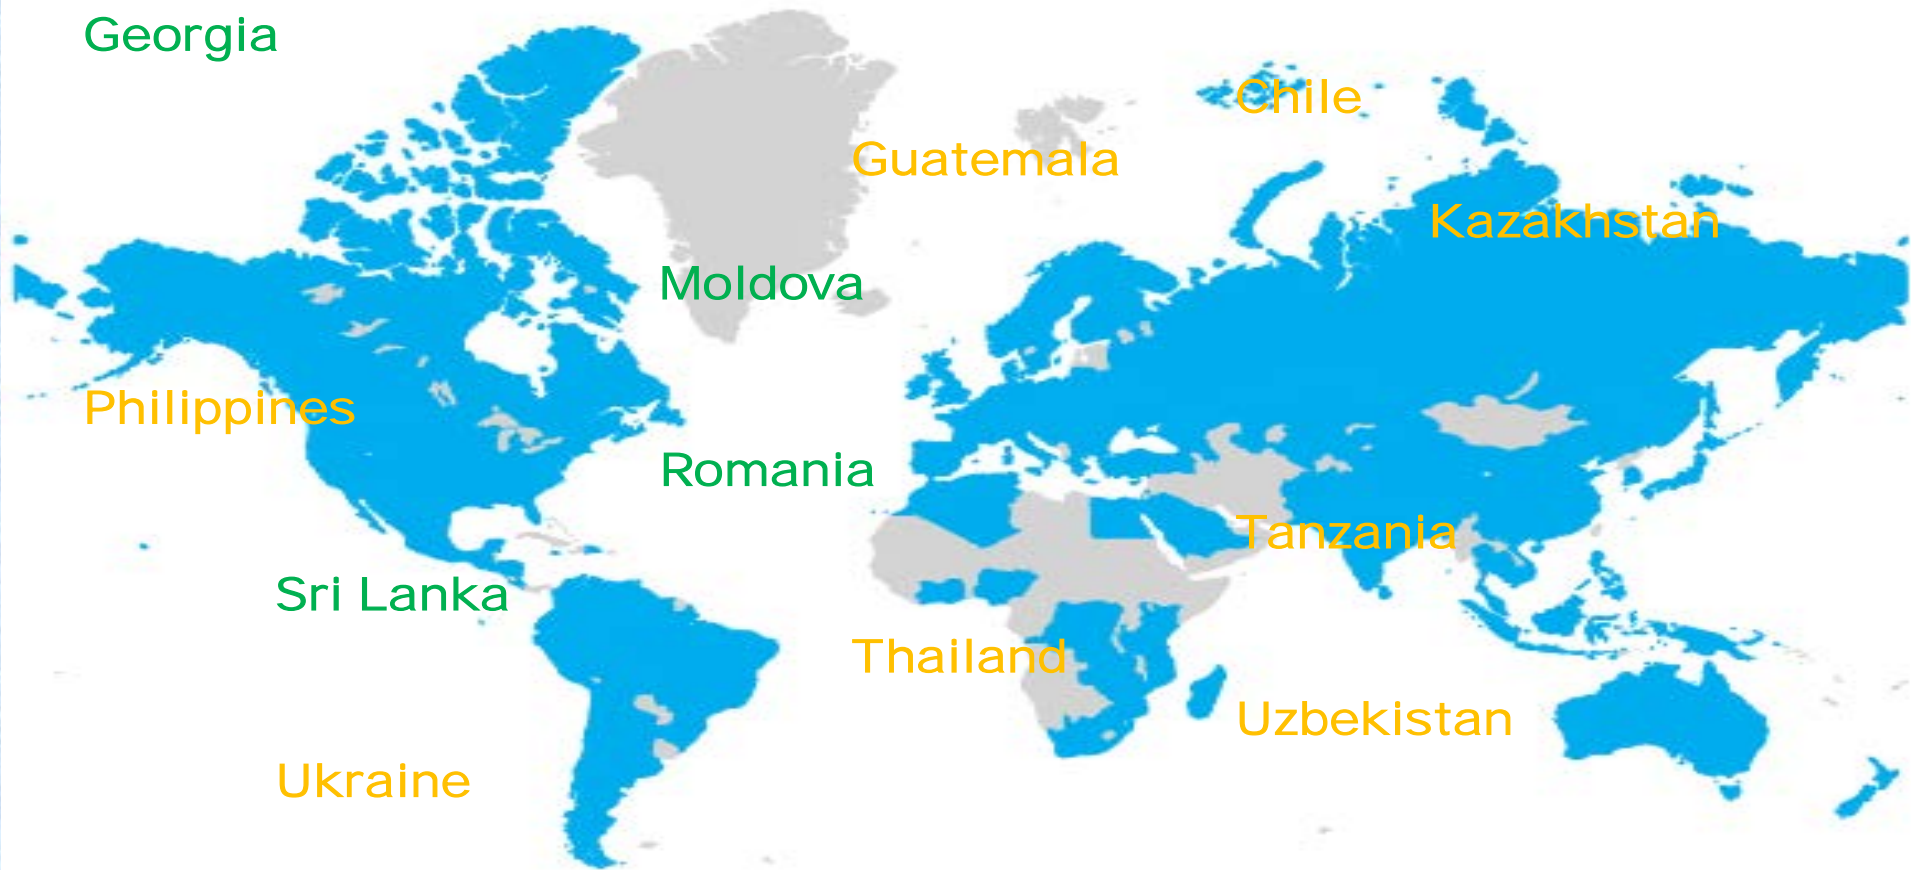 Georgia
Chile
Guatemala
Kazakhstan
Moldova
Philippines
Romania
Tanzania
Sri Lanka
Thailand
Uzbekistan
Ukraine